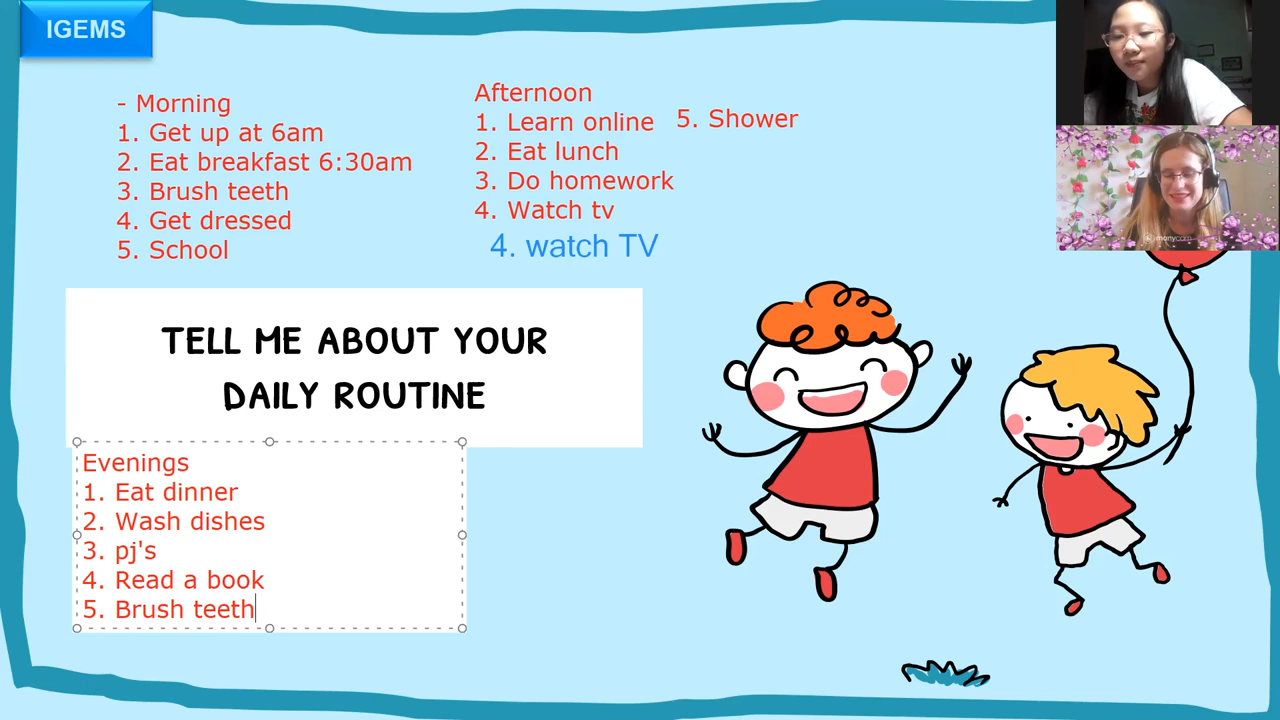 IGEMS
- Morning
1. Get up at 6am
2. Eat breakfast 6:30am
3. Brush teeth
4. Get dressed
5. School
Afternoon
1. Learn online
2. Eat lunch
3. Do homework
4. Watch tv
4. watch TV
5. Shower
TELL ME ABOUT YOUR
DAILY ROUTINE
Evenings
1. Eat dinner
2. Wash dishes
3. pj's
4. Read a book
5. Brush teeth
manycam